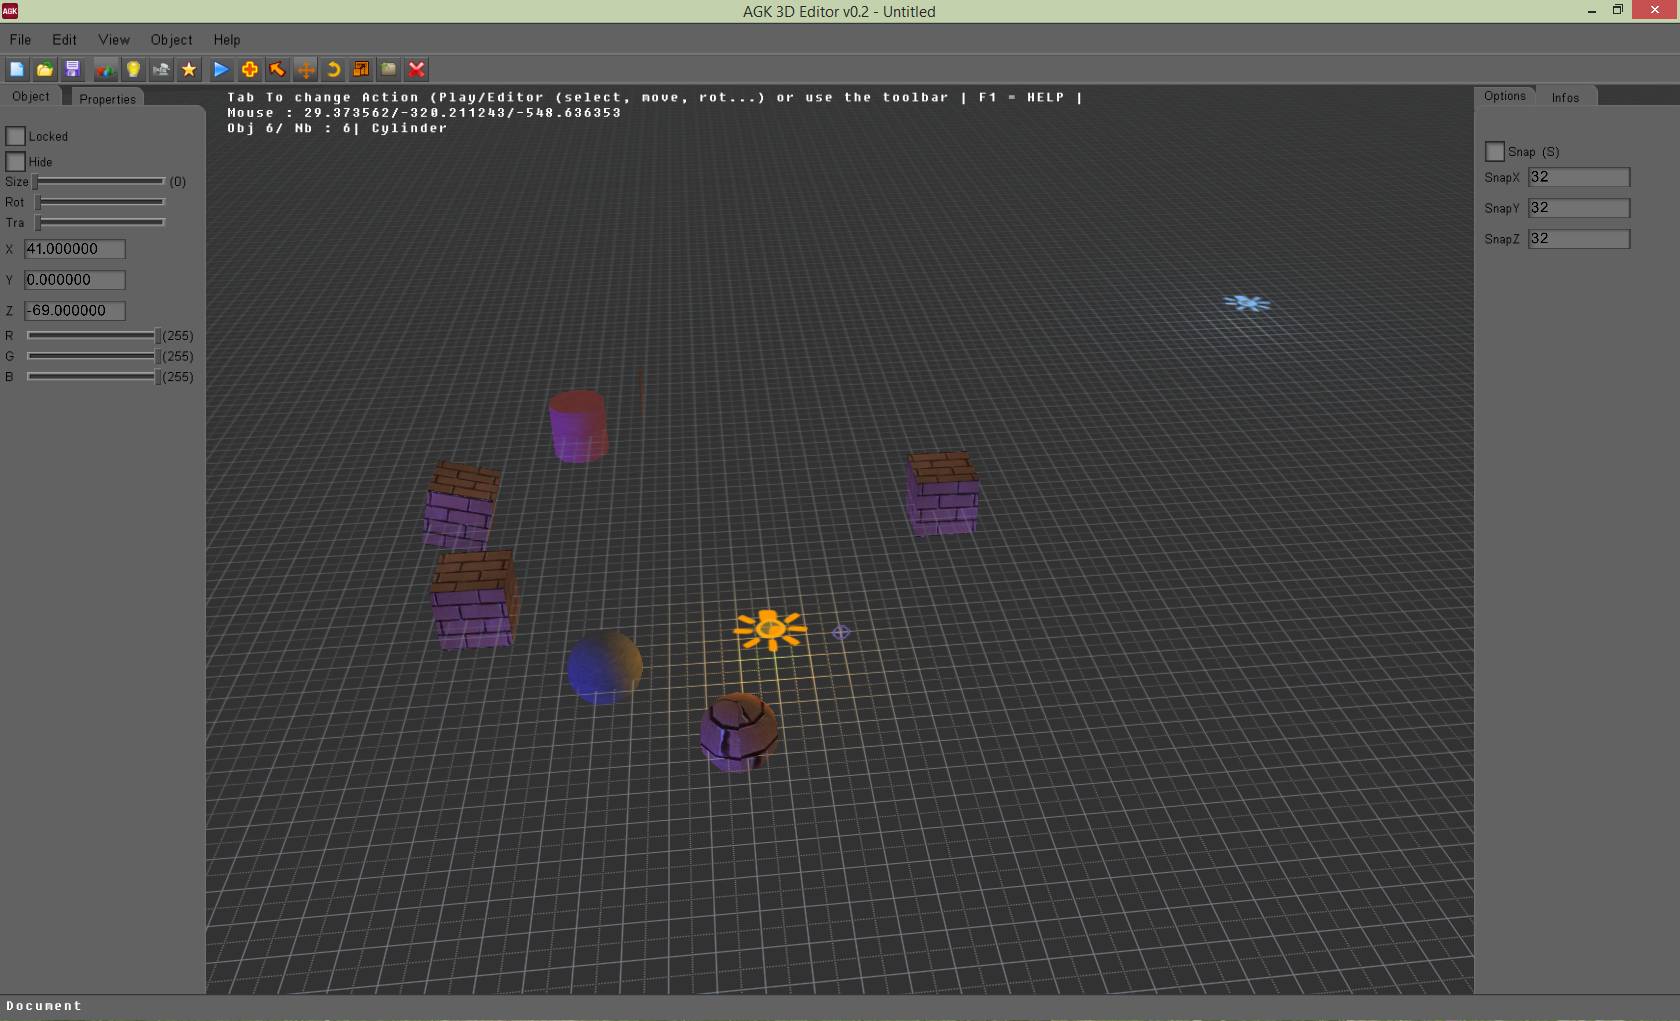 AGK
AGK 3D Editor v0.2 - Untitled
File Edit View Object Help
Object Properties
Tab To change Action (Play/Editor (select, move, rot...) or use the toolbar | F1 = HELP |
Mouse : 29.373562/-320.211243/-548.636353
Obj 6/ Nb : 6| Cylinder
Options Infos
Locked
Hide
Size (0)
Rot
Tra
X 41.000000
Y 0.000000
Z -69.000000
R (255)
G (255)
B (255)
Snap (S)
SnapX 32
SnapY 32
SnapZ 32
Document